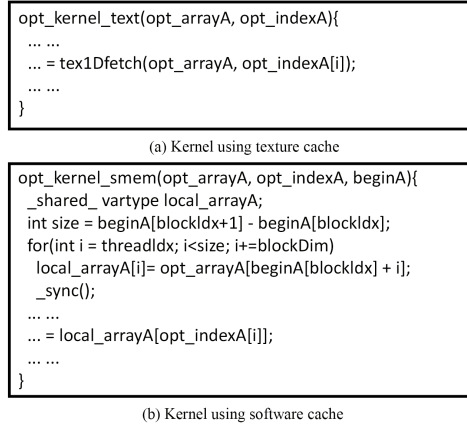 opt_kernel_text(opt_arrayA, opt_indexA){
... ...
... = tex1Dfetch(opt_arrayA, opt_indexA[i]);
... ...
}
(a) Kernel using texture cache
opt_kernel_smem(opt_arrayA, opt_indexA, beginA){
_shared_ vartype local_arrayA;
int size = beginA[blockIdx+1] - beginA[blockIdx];
for(int i = threadIdx; i<size; i+=blockDim)
local_arrayA[i]= opt_arrayA[beginA[blockIdx] + i];
_sync();
... ...
... = local_arrayA[opt_indexA[i]];
... ...
}
(b) Kernel using software cache